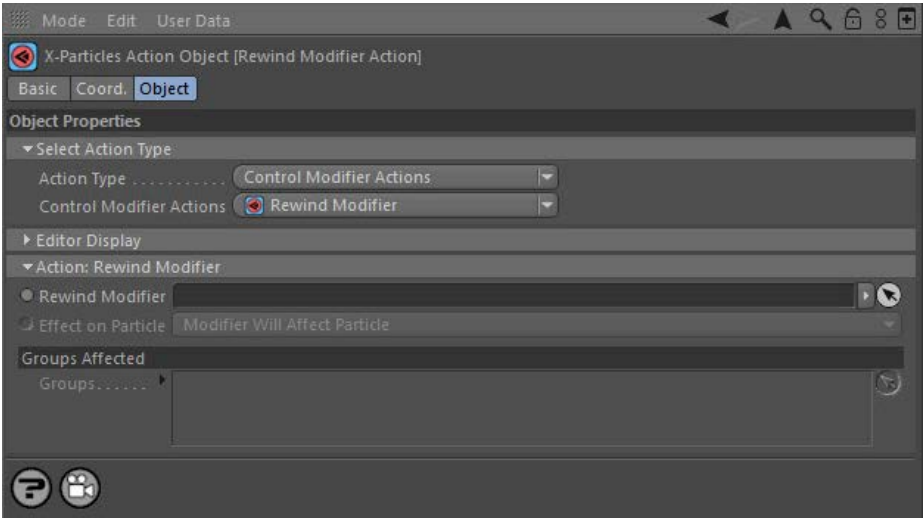 Mode Edit User Data
X-Particles Action Object [Rewind Modifier Action]
Basic Coord. Object
Object Properties
Select Action Type
Action Type . . . . . . . . . . . Control Modifier Actions
Control Modifier Actions Rewind Modifier
Editor Display
Action: Rewind Modifier
Rewind Modifier
Effect on Particle Modifier Will Affect Particle
Groups Affected
Groups . . . . . .